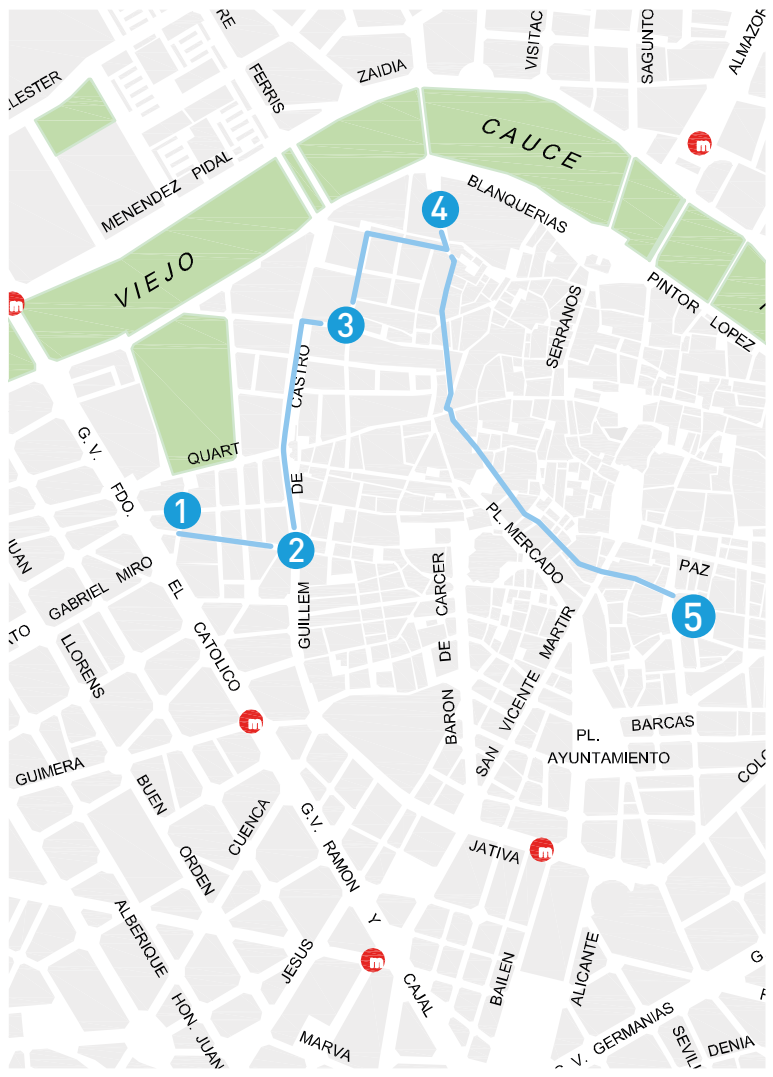 RE
FERRIS
ZAIDIA
VISITAC
SAGUNTO
ALMAZOR
LLESTER
MENENDEZ PIDAL
CAUCE
BLANQUERIAS
VIEJO
m
m
4
3
SERRANOS
PINTOR LOPEZ
G. V. FDO.
EL
CATOLICO
QUART
GUILLEM
DE
CASTRO
1
2
JUAN
GABRIEL MIRO
ATO
LLORENS
PL. MERCADO
PAZ
5
BARON DE CARCER
SAN VICENTE MARTIR
BARCAS
PL.
AYUNTAMIENTO
COLO
m
GUIMERA
BUEN
ORDEN
CUENCA
G.V. RAMON Y CAJAL
JATIVA
m
ALBERIQUE
HON. JUAN
JESUS
m
BAILEN
ALICANTE
MARVA
G. V. GERMANIAS
SEVILL
DENIA
G